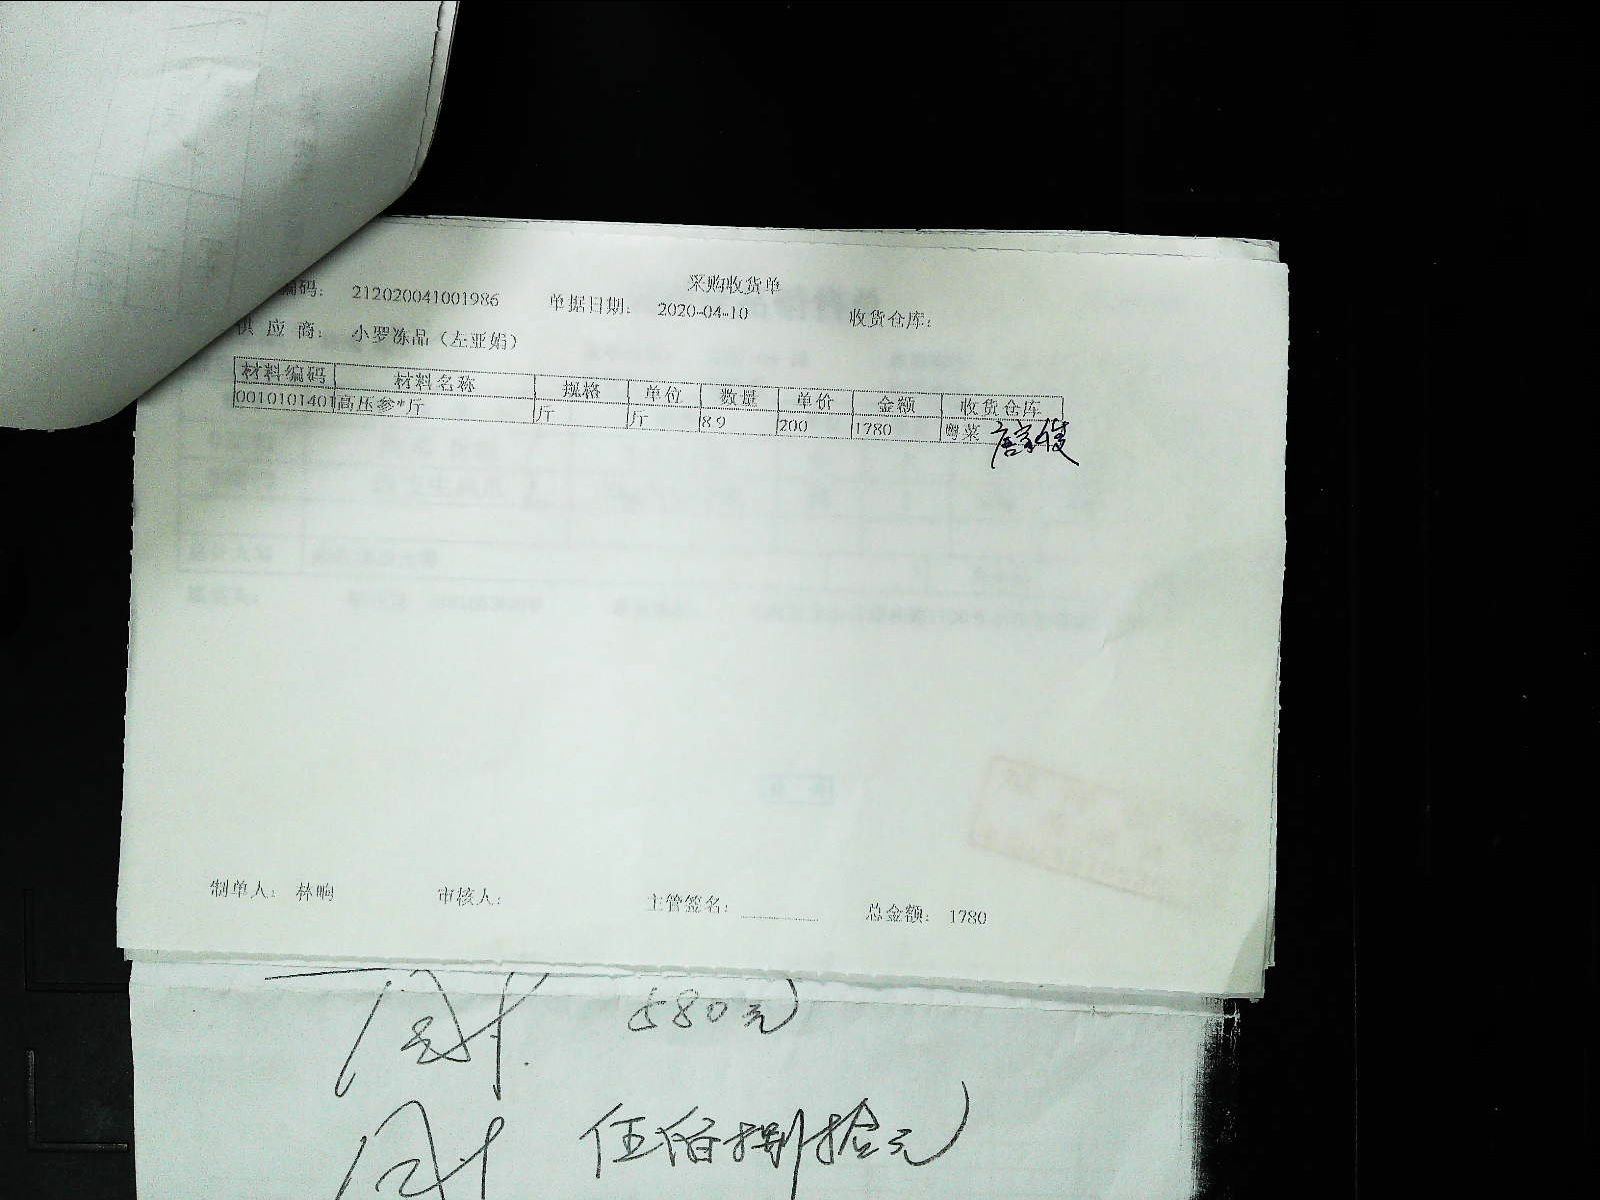 采购收货单
编码: 212020041001986 单据日期: 2020-04-10 收货仓库:
供 应 商: 小罗冻品（左亚娟）
材料编码 材料名称 规格 单位 数量 单价 金额 收货仓库
0010101401 高压参*斤 斤 斤 89 200 1780 粤菜
制单人: 林晌 审核人: 主管签名: 总金额: 1780
580元
伍佰捌拾元